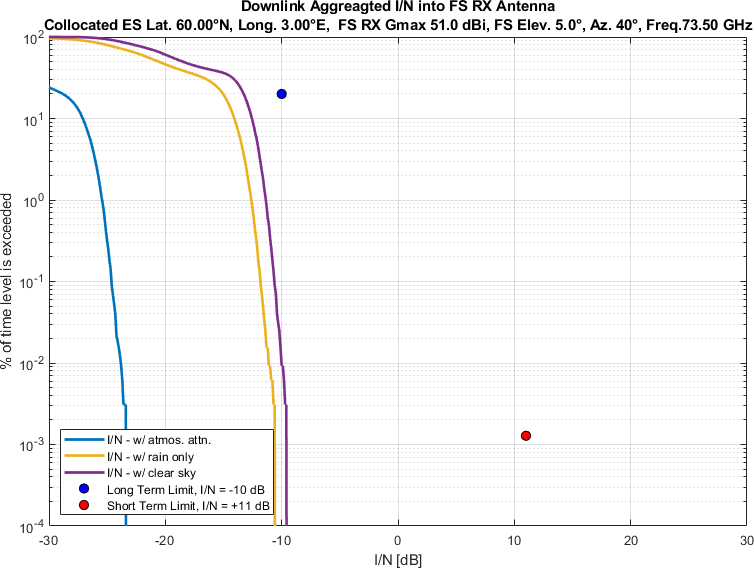 Downlink Aggreagted I/N into FS RX Antenna
Collocated ES Lat. 60.00°N, Long. 3.00°E, FS RX Gmax 51.0 dBi, FS Elev. 5.0°, Az. 40°, Freq.73.50 GHz
% of time level is exceeded
10^2
10^1
10^0
10^-1
10^-2
10^-3
10^-4
I/N - w/ atmos. attn.
I/N - w/ rain only
I/N - w/ clear sky
Long Term Limit, I/N = -10 dB
Short Term Limit, I/N = +11 dB
-30 -20 -10 0 10 20 30
I/N [dB]